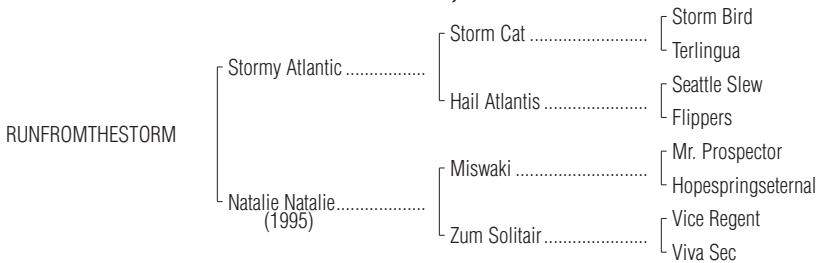 Storm Bird
Storm Cat ....................
Terlingua
Stormy Atlantic .................
Seattle Slew
Hail Atlantis ......................
Flippers
RUNFROMTHESTORM
Mr. Prospector
Miswaki .........................
Hopespringseternal
Natalie Natalie...................
(1995)
Vice Regent
Zum Solitair......................
Viva Sec